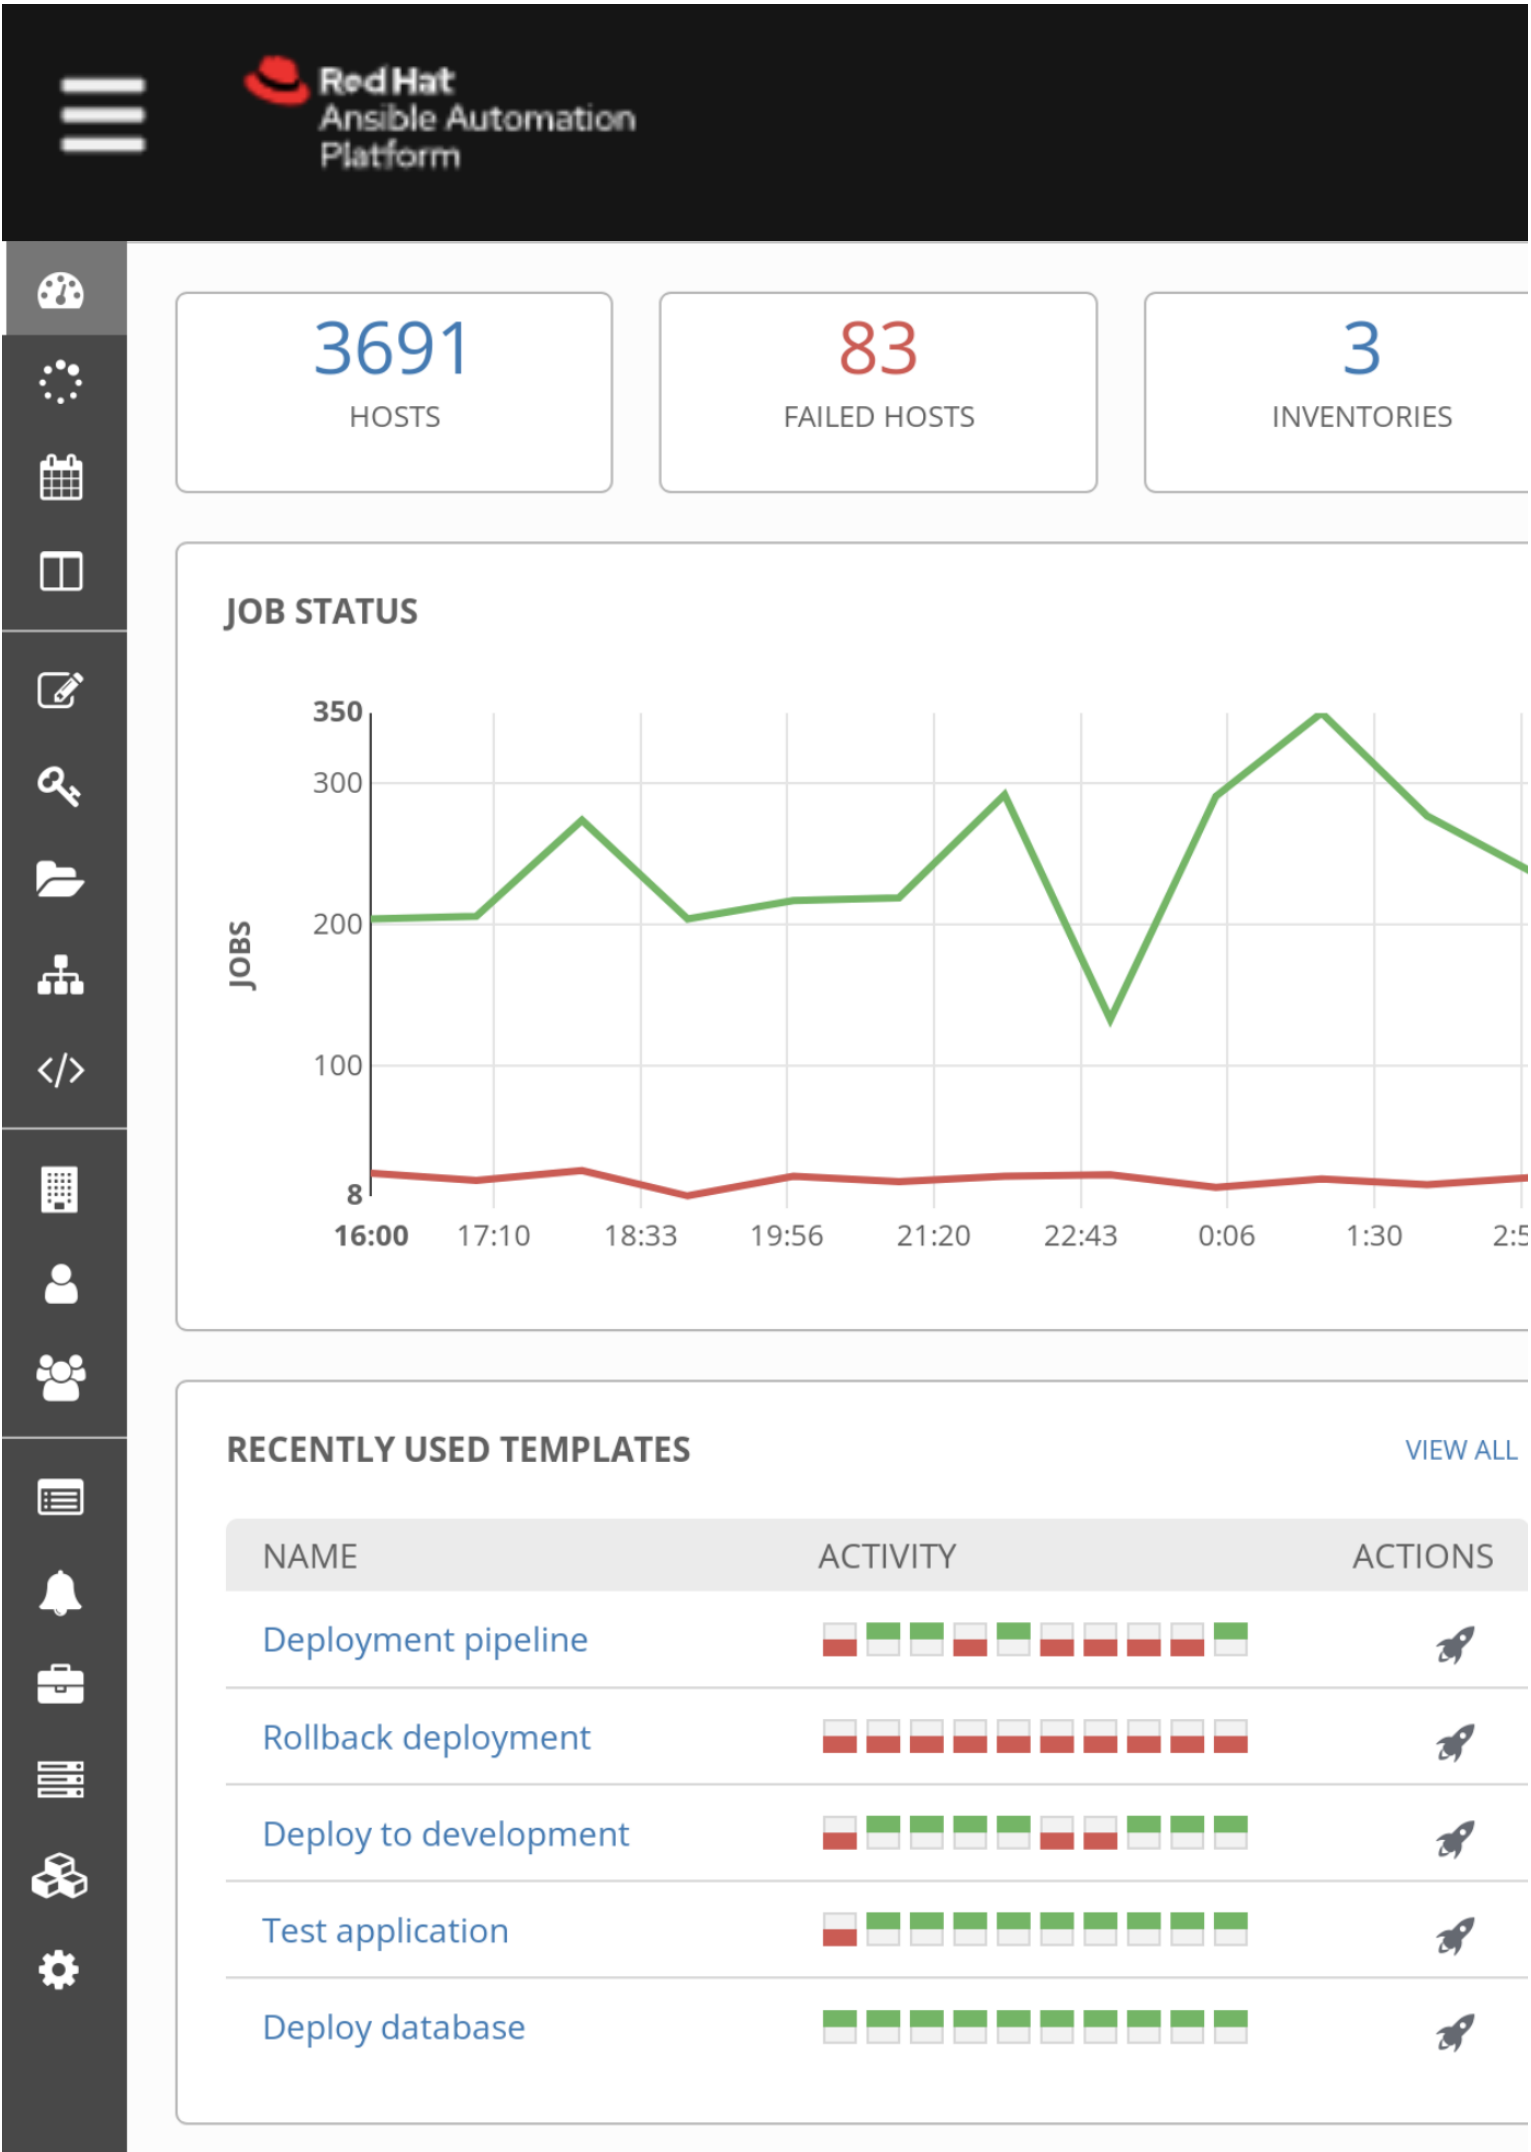 Red Hat
Ansible Automation
Platform
3691
HOSTS
83
FAILED HOSTS
3
INVENTORIES
JOB STATUS
350
300
200
100
8
JOBS
16:00 17:10 18:33 19:56 21:20 22:43 0:06 1:30
RECENTLY USED TEMPLATES VIEW ALL
NAME ACTIVITY ACTIONS
Deployment pipeline
Rollback deployment
Deploy to development
Test application
Deploy database